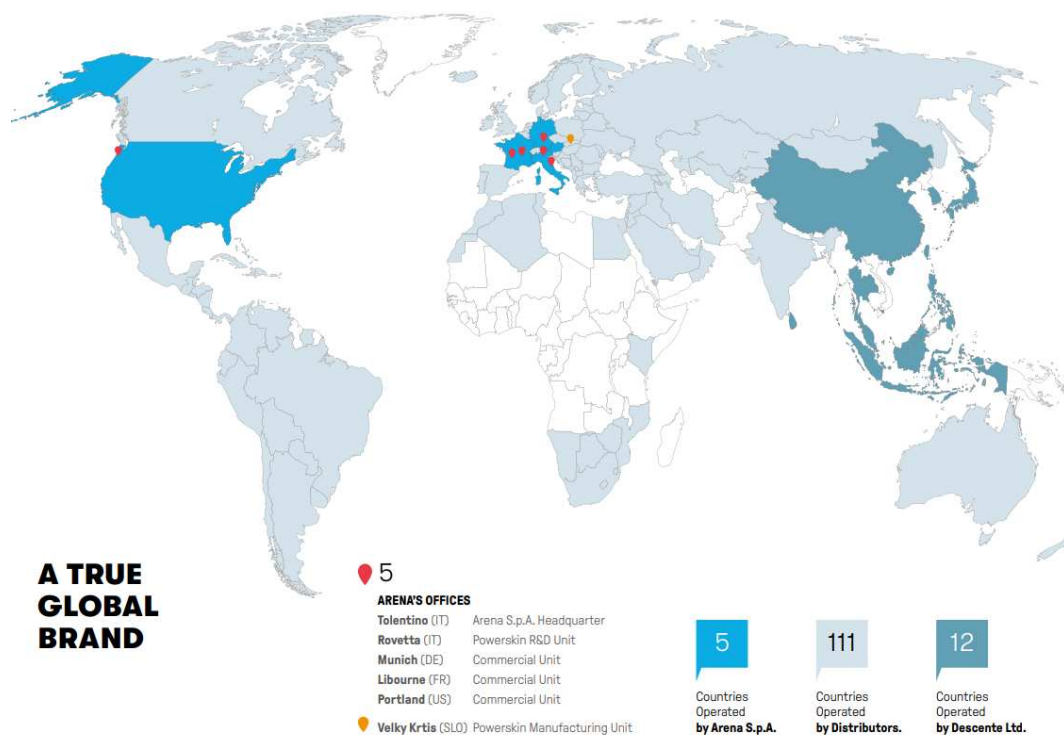 A TRUE
GLOBAL
BRAND
5
ARENA'S OFFICES
Tolentino (IT) Arena S.p.A. Headquarter
Rovetta (IT) Powerskin R&D Unit
Munich (DE) Commercial Unit
Libourne (FR) Commercial Unit
Portland (US) Commercial Unit
Velky Krtis (SLO) Powerskin Manufacturing Unit
5
Countries
Operated
by Arena S.p.A.
111
Countries
Operated
by Distributors.
12
Countries
Operated
by Descente Ltd.